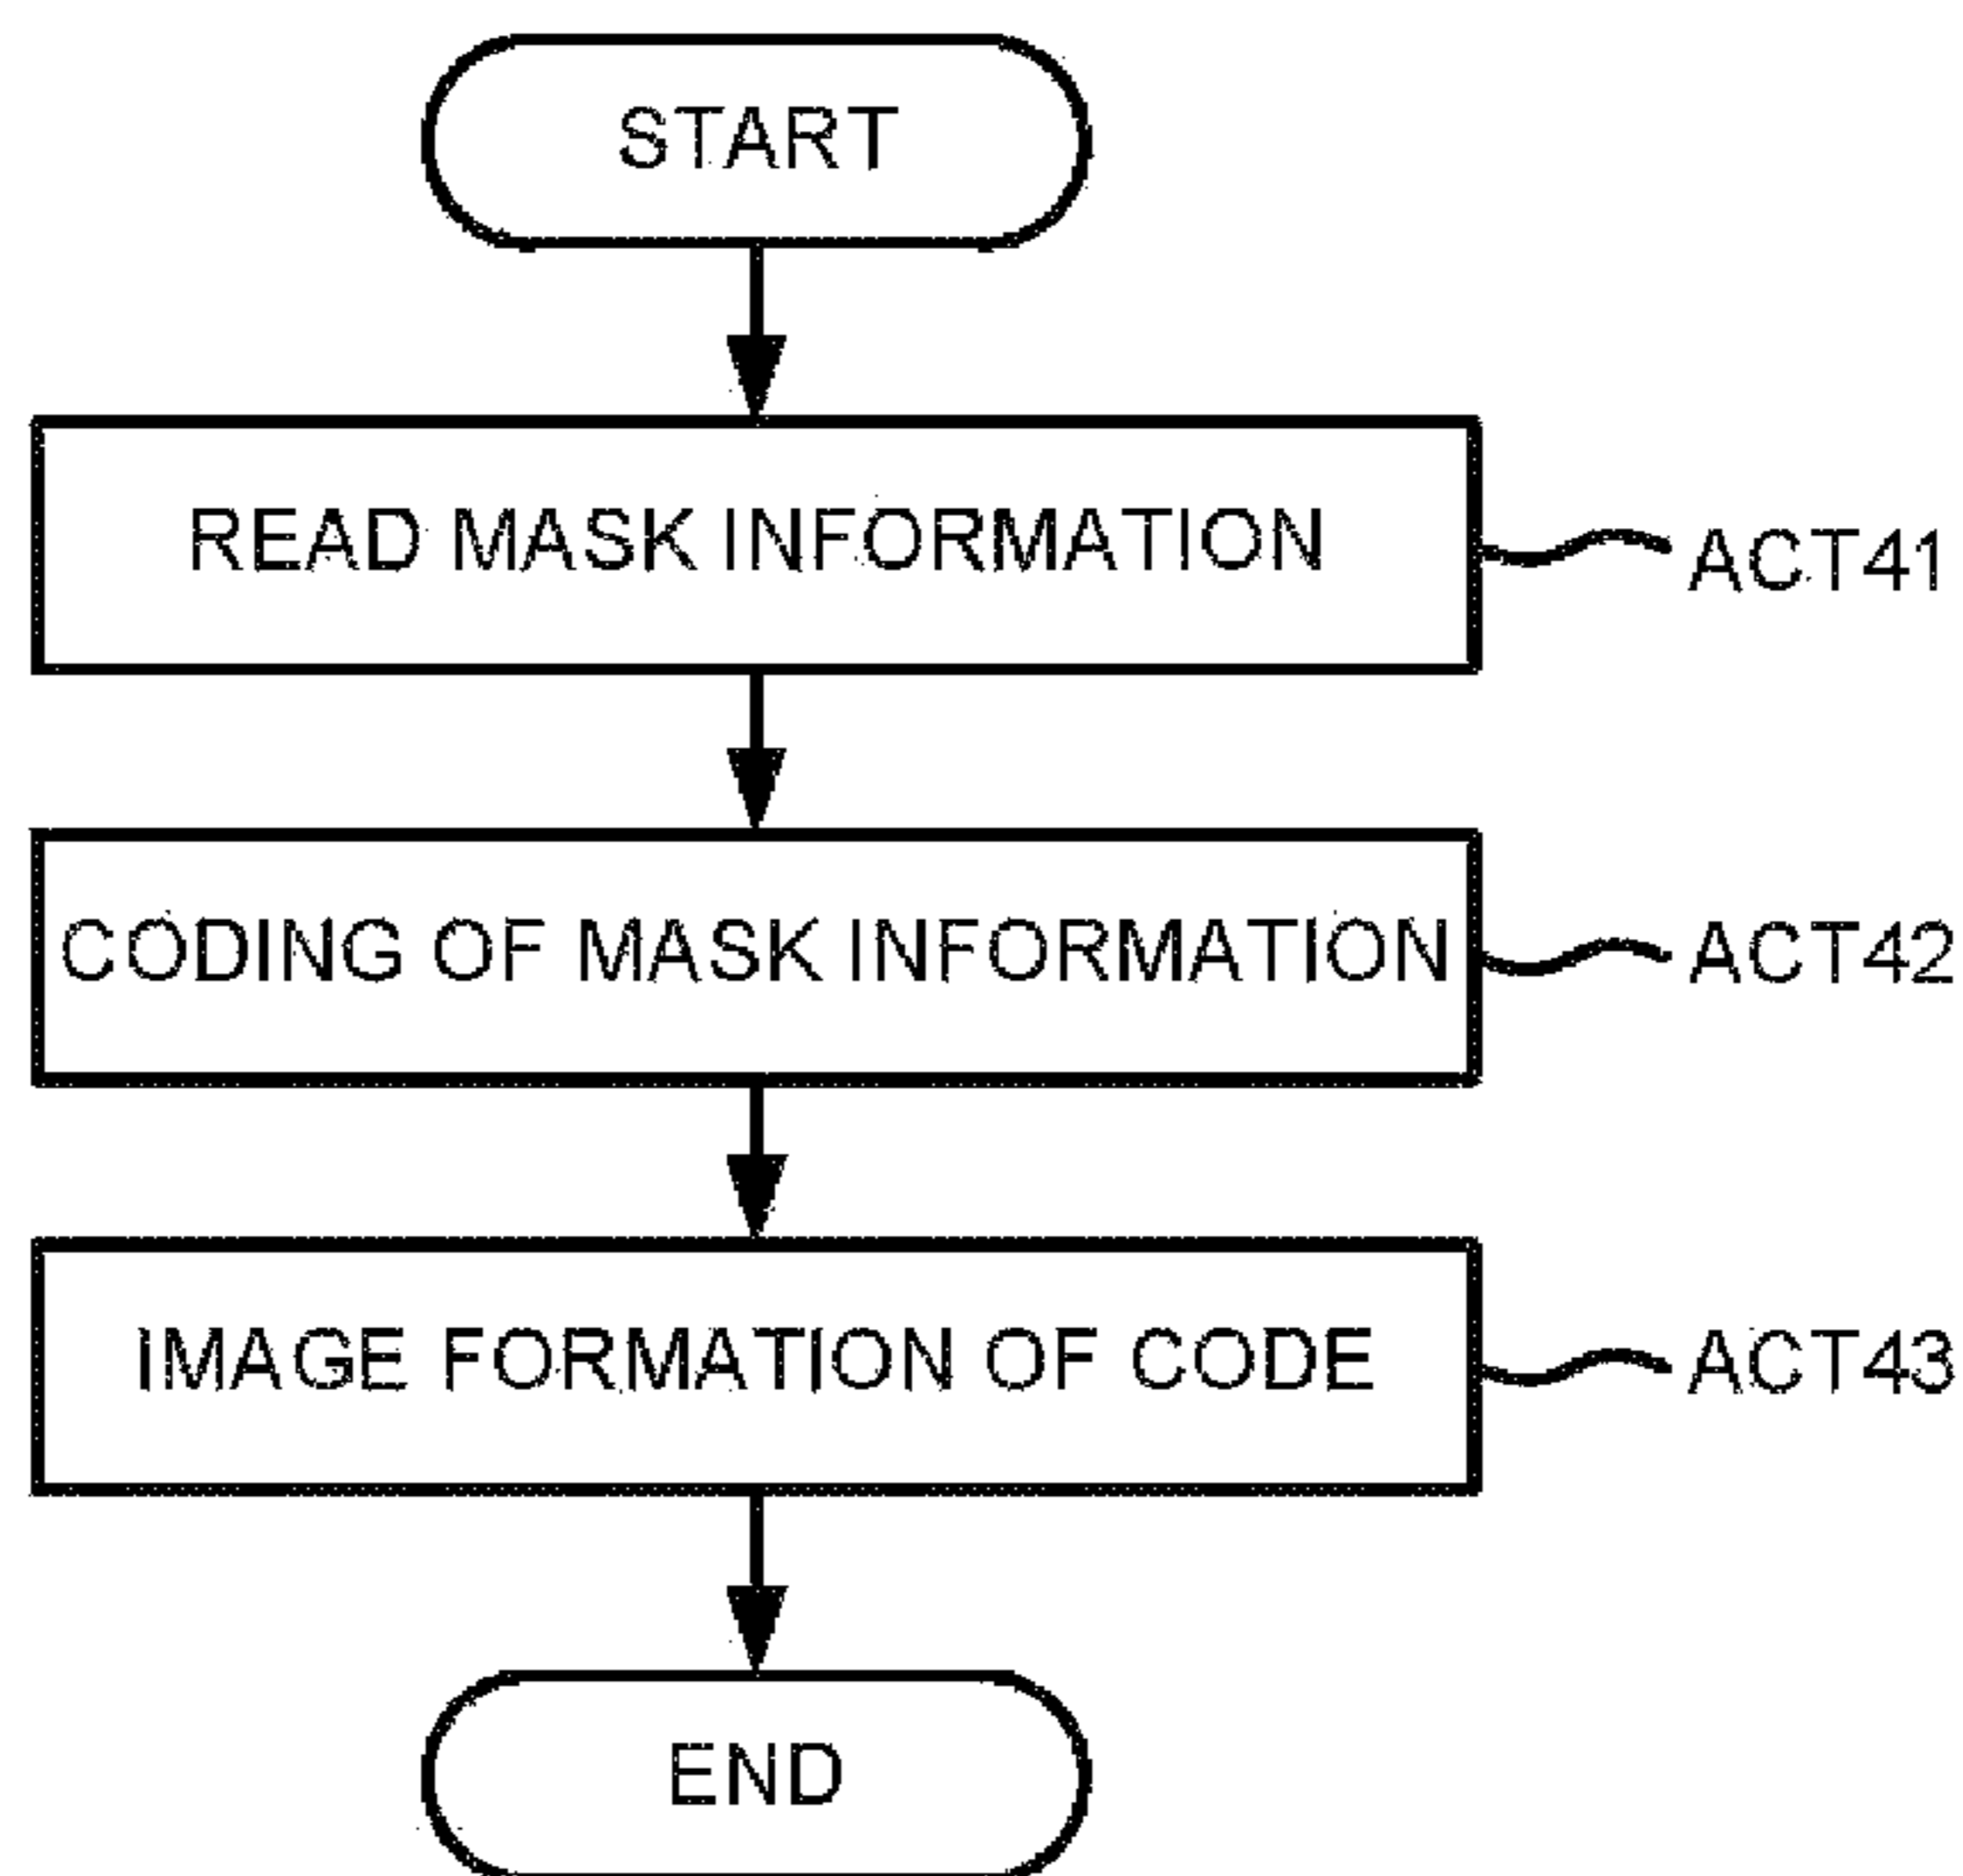 START
READ MASK INFORMATION
ACT41
CODING OF MASK INFORMATION
ACT42
IMAGE FORMATION OF CODE
ACT43
END